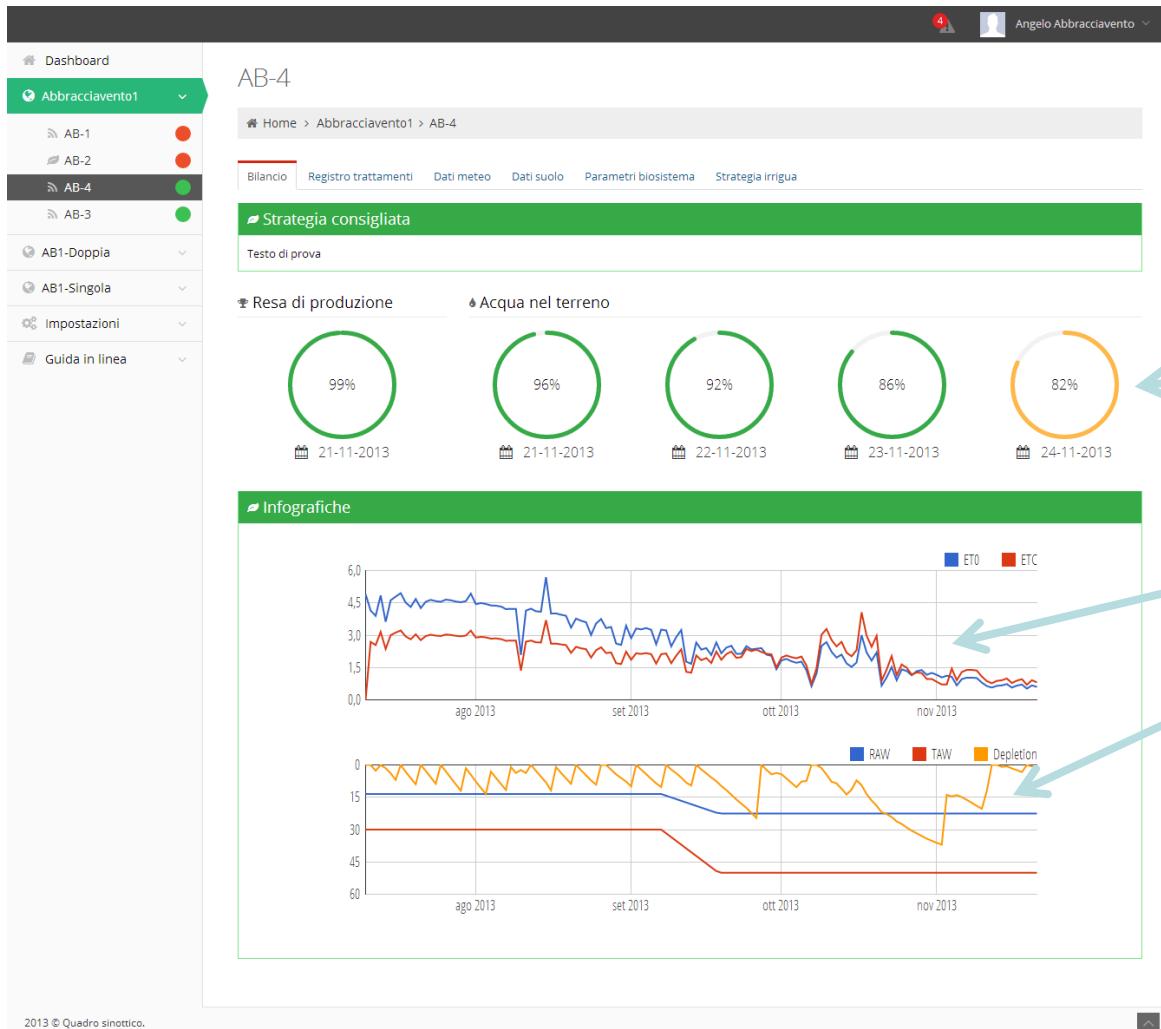 4 Angelo Abbracciavento
Dashboard
Abbracciavento1
AB-1
AB-2
AB-4
AB-3
AB1-Doppia
AB1-Singola
Impostazioni
Guida in linea
AB-4
Home > Abbracciavento1 > AB-4
Bilancio Registro trattamenti Dati meteo Dati suolo Parametri biosistema Strategia irrigua
Strategia consigliata
Testo di prova
Resa di produzione Acqua nel terreno
99% 96% 92% 86% 82%
21-11-2013 21-11-2013 22-11-2013 23-11-2013 24-11-2013
Infografiche
ET0 ETC
6,0
4,5
3,0
1,5
0,0
ago 2013 set 2013 ott 2013 nov 2013
RAW TAW Depletion
0
15
30
45
60
ago 2013 set 2013 ott 2013 nov 2013
2013 © Quadro sinottico.